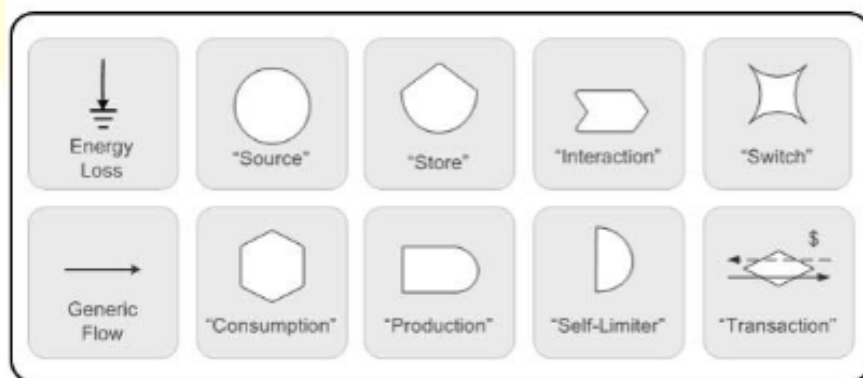 Energy
Loss
"Source"
"Store"
"Interaction"
"Switch"
Generic
Flow
"Consumption"
"Production"
"Self-Limiter"
$
"Transaction"